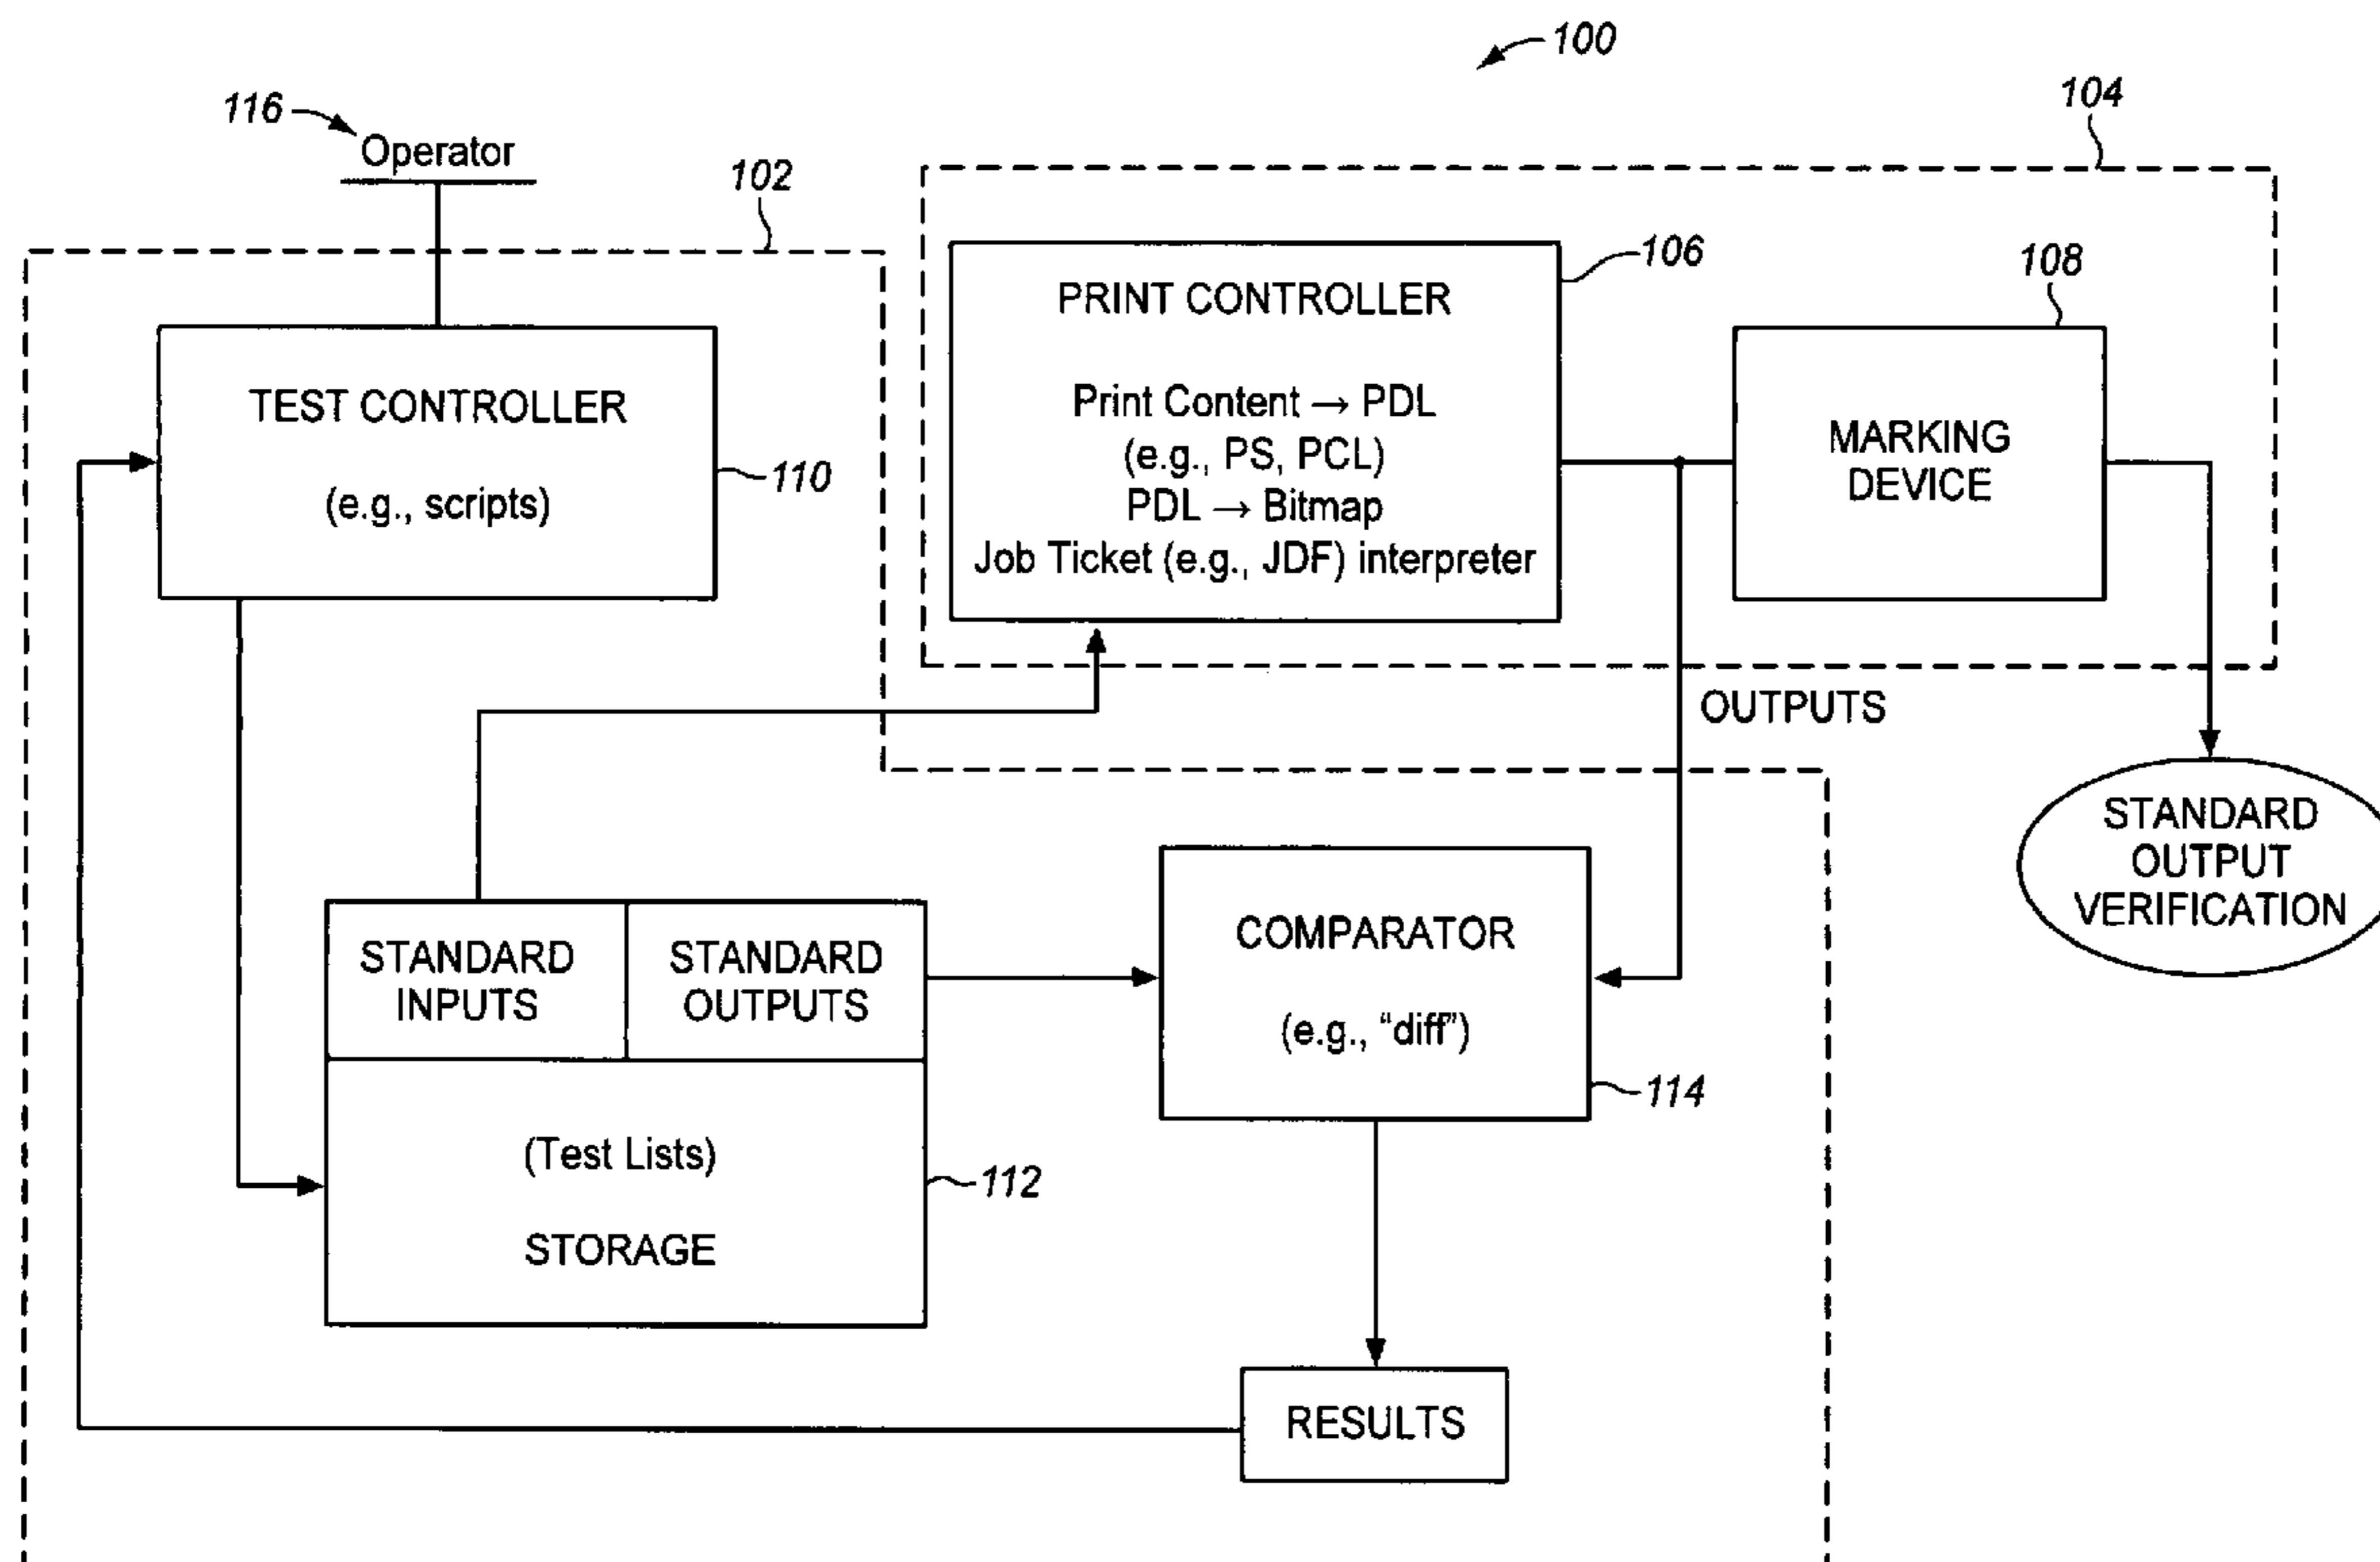 100
116
Operator
102
104
PRINT CONTROLLER
Print Content → PDL
(e.g., PS, PCL)
PDL → Bitmap
Job Ticket (e.g., JDF) interpreter
106
108
MARKING
DEVICE
TEST CONTROLLER
(e.g., scripts)
110
OUTPUTS
STANDARD
OUTPUT
VERIFICATION
STANDARD
INPUTS
STANDARD
OUTPUTS
(Test Lists)
STORAGE
112
COMPARATOR
(e.g., “diff”)
114
RESULTS